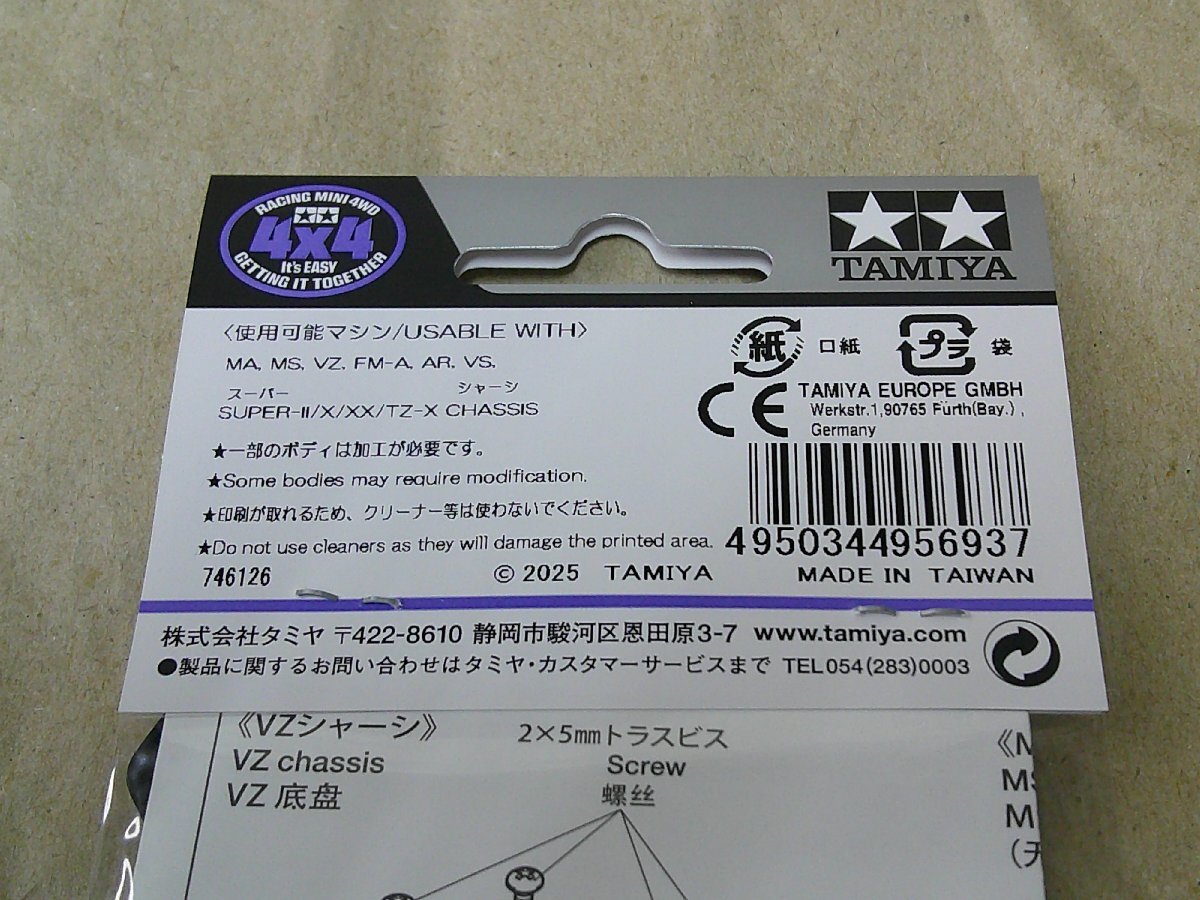 RACING MINI 4WD
4x4
It's EASY
GETTING IT TOGETHER
TAMIYA
〈使用可能マシン/USABLE WITH〉
MA, MS, VZ, FM-A, AR, VS,
スーパー シャーシ
SUPER-II/X/XX/TZ-X CHASSIS
★一部のボディは加工が必要です。
★Some bodies may require modification.
★印刷が取れるため、クリーナー等は使わないでください。
★Do not use cleaners as they will damage the printed area.
746126
© 2025 TAMIYA
紙 口紙
プラ 袋
CE
TAMIYA EUROPE GMBH
Werkstr.1,90765 Fürth(Bay.),
Germany
4950344956937
MADE IN TAIWAN
株式会社タミヤ 〒422-8610 静岡市駿河区恩田原3-7 www.tamiya.com
●製品に関するお問い合わせはタミヤ・カスタマーサービスまで TEL054(283)0003
《VZシャーシ》
VZ chassis
VZ 底盘
2×5mmトラスビス
Screw
螺丝
《M
MS
M